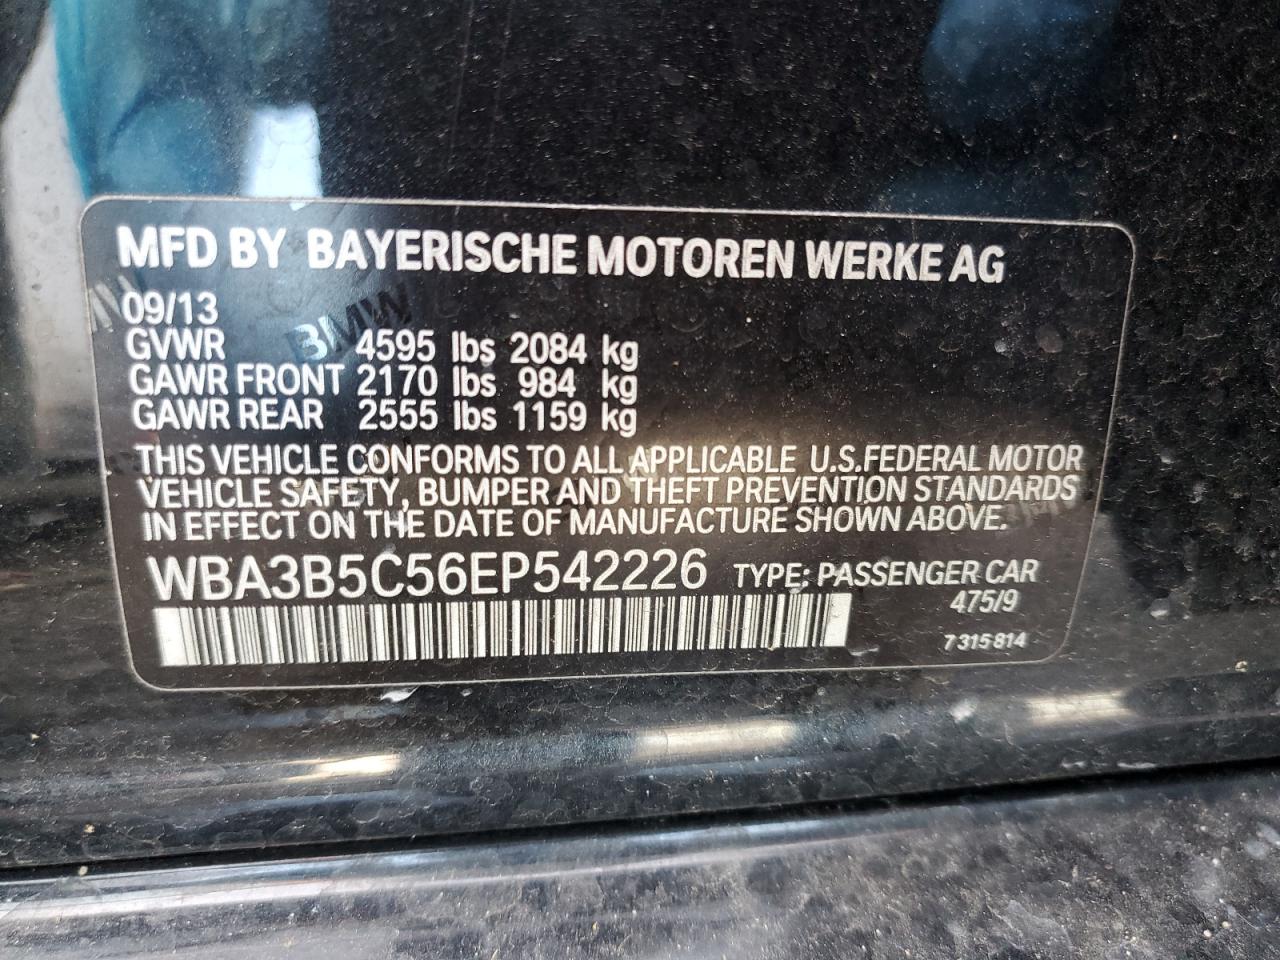 MFD BY BAYERISCHE MOTOREN WERKE AG
09/13
GVWR 4595 lbs 2084 kg
GAWR FRONT 2170 lbs 984 kg
GAWR REAR 2555 lbs 1159 kg
THIS VEHICLE CONFORMS TO ALL APPLICABLE U.S.FEDERAL MOTOR
VEHICLE SAFETY, BUMPER AND THEFT PREVENTION STANDARDS
IN EFFECT ON THE DATE OF MANUFACTURE SHOWN ABOVE.
WBA3B5C56EP542226 TYPE: PASSENGER CAR
475/9
7 315 814